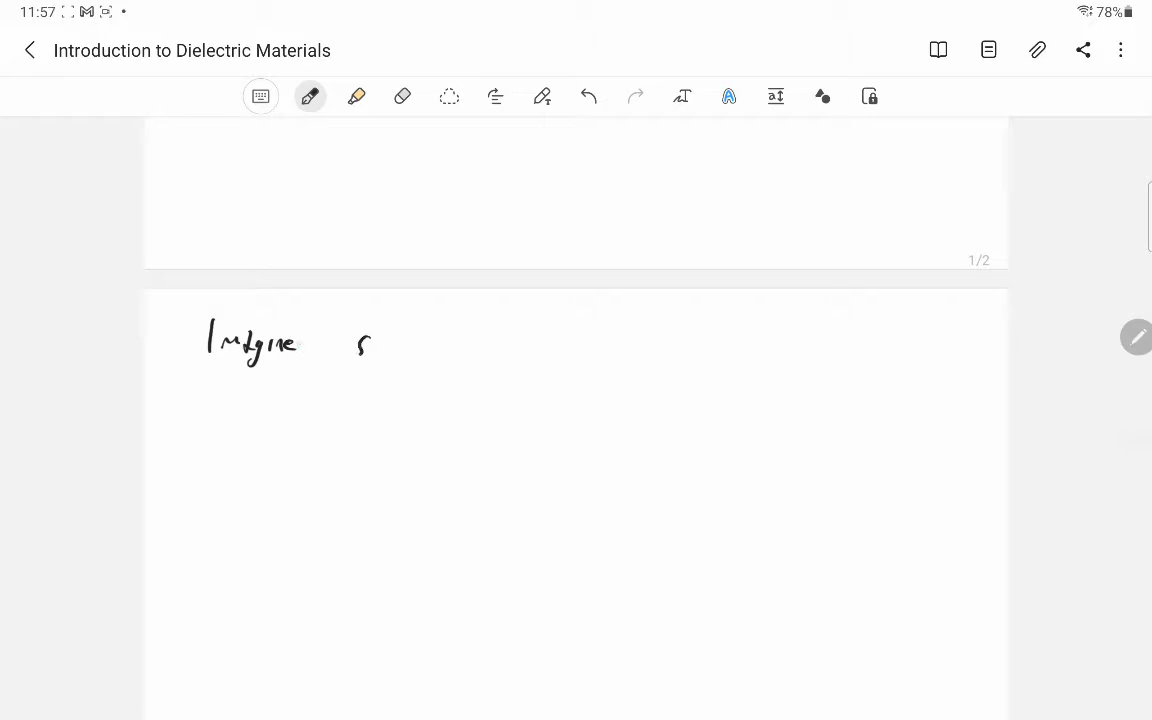 11:57 78%
Introduction to Dielectric Materials
1/2
Imagine s